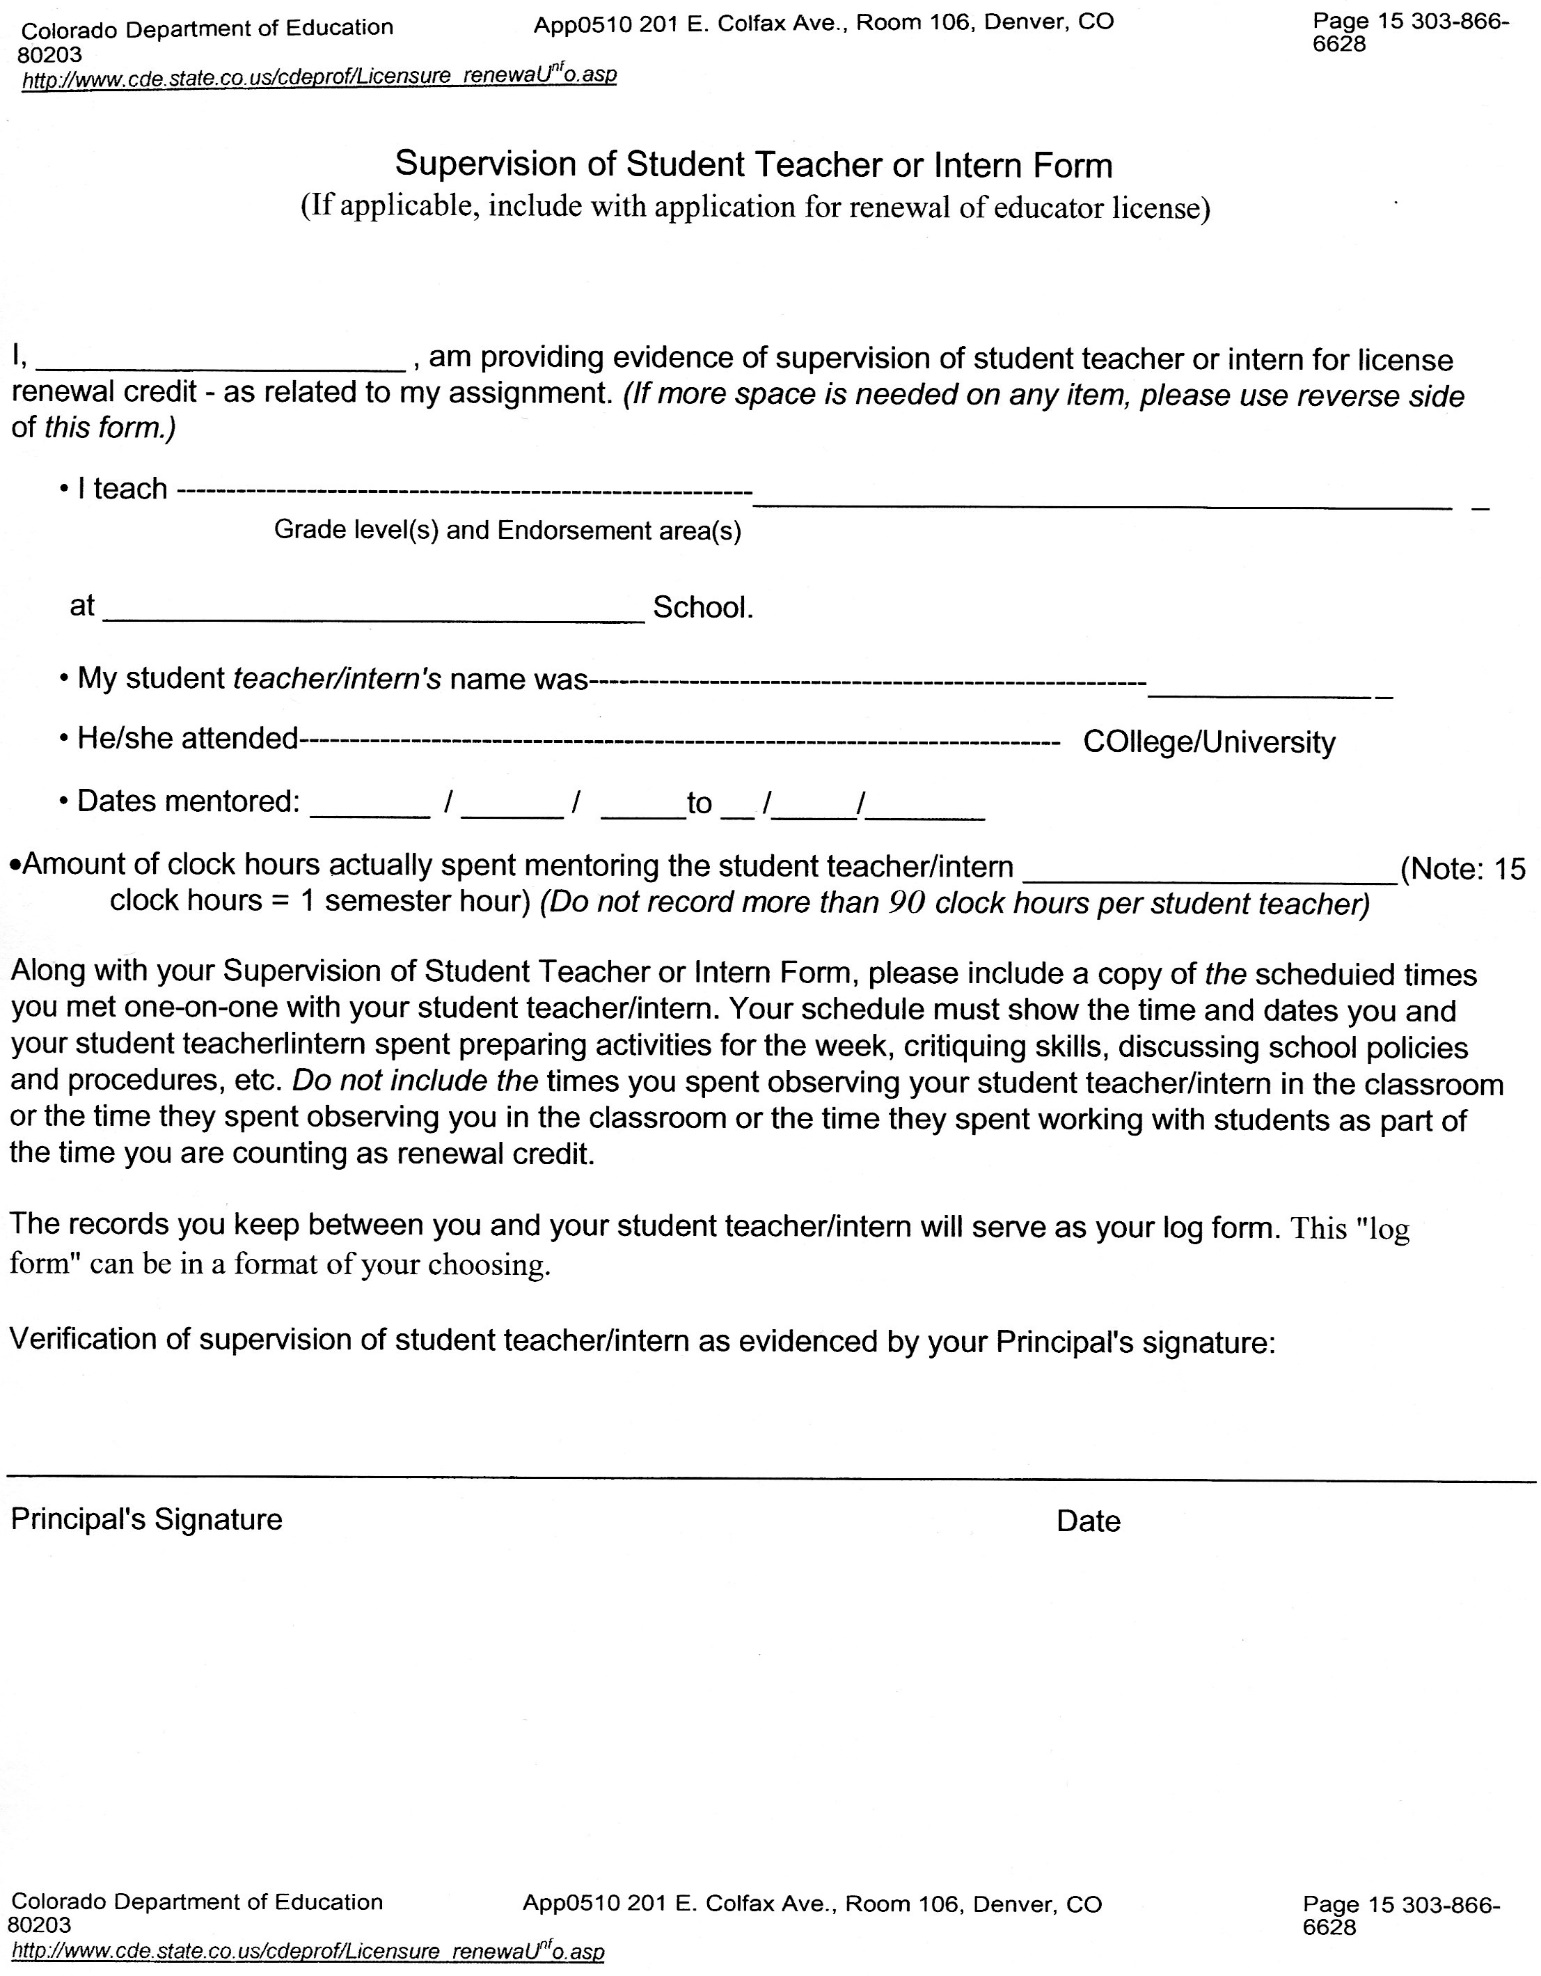 Colorado Department of Education App0510 201 E. Colfax Ave., Room 106, Denver, CO Page 15 303-866-
80203 6628
http://www.cde.state.co.us/cdeprof/Licensure_renewaUnfo.asp
Supervision of Student Teacher or Intern Form
(If applicable, include with application for renewal of educator license)
I, ______________________ , am providing evidence of supervision of student teacher or intern for license
renewal credit - as related to my assignment. (If more space is needed on any item, please use reverse side
of this form.)
• I teach ---------------------------------------------------------- __________________________________________ _
Grade level(s) and Endorsement area(s)
at ________________________________ School.
• My student teacher/intern's name was-------------------------------------------------------- _____________ _
• He/she attended---------------------------------------------------------------------------- COllege/University
• Dates mentored: _______ / ______ / _____to __ /_____/_______
•Amount of clock hours actually spent mentoring the student teacher/intern ______________________(Note: 15
clock hours = 1 semester hour) (Do not record more than 90 clock hours per student teacher)
Along with your Supervision of Student Teacher or Intern Form, please include a copy of the scheduied times
you met one-on-one with your student teacher/intern. Your schedule must show the time and dates you and
your student teacherlintern spent preparing activities for the week, critiquing skills, discussing school policies
and procedures, etc. Do not include the times you spent observing your student teacher/intern in the classroom
or the time they spent observing you in the classroom or the time they spent working with students as part of
the time you are counting as renewal credit.
The records you keep between you and your student teacher/intern will serve as your log form. This "log
form" can be in a format of your choosing.
Verification of supervision of student teacher/intern as evidenced by your Principal's signature:
Principal's Signature Date
Colorado Department of Education App0510 201 E. Colfax Ave., Room 106, Denver, CO Page 15 303-866-
80203 6628
http://www.cde.state.co.us/cdeprof/Licensure_renewaUnfo.asp